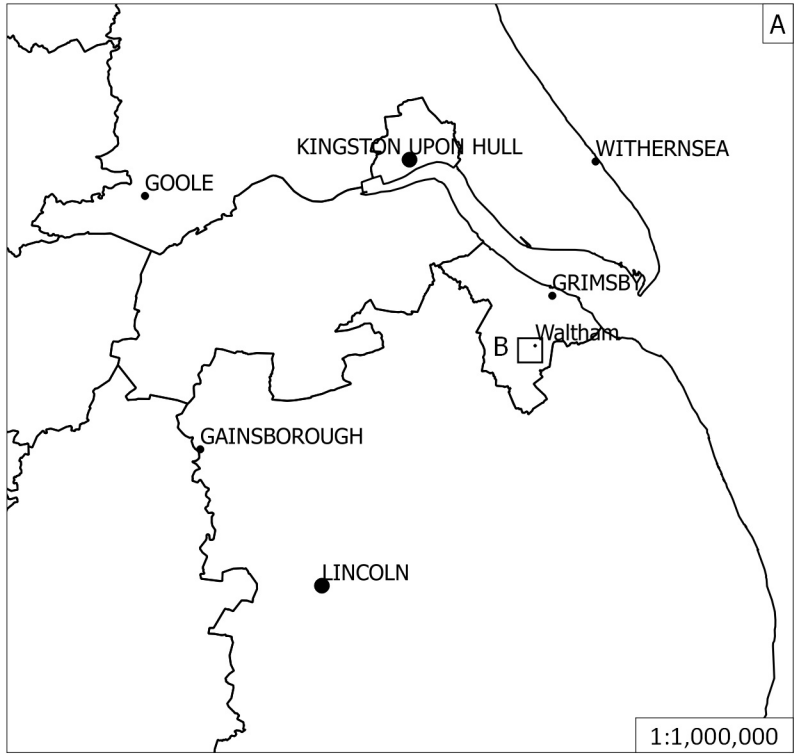 A
KINGSTON UPON HULL
WITHERNSEA
GOOLE
GRIMSBY
Waltham
B
GAINSBOROUGH
LINCOLN
1:1,000,000